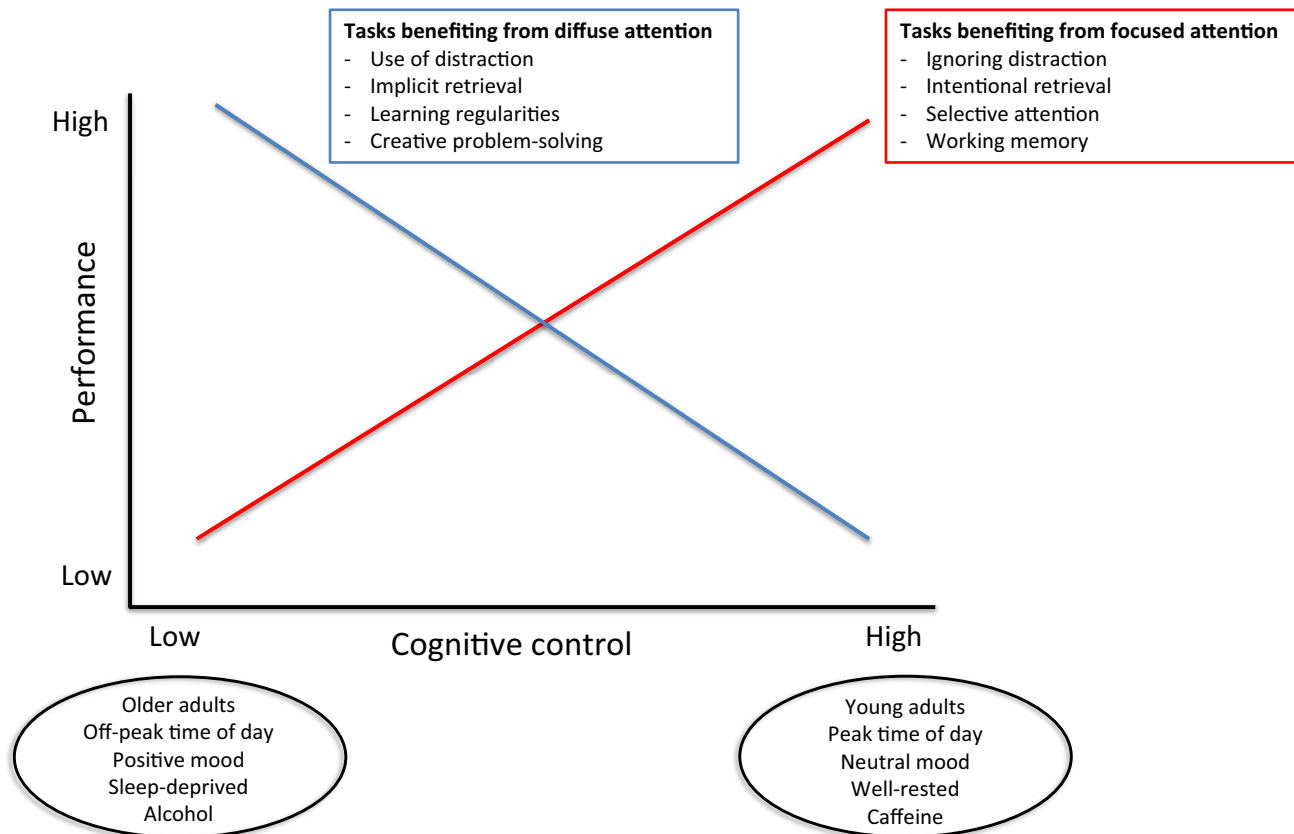 Tasks benefiting from diffuse attention
- Use of distraction
- Implicit retrieval
- Learning regularities
- Creative problem-solving
Tasks benefiting from focused attention
- Ignoring distraction
- Intentional retrieval
- Selective attention
- Working memory
High
Performance
Low
Low
Cognitive control
High
Older adults
Off-peak time of day
Positive mood
Sleep-deprived
Alcohol
Young adults
Peak time of day
Neutral mood
Well-rested
Caffeine